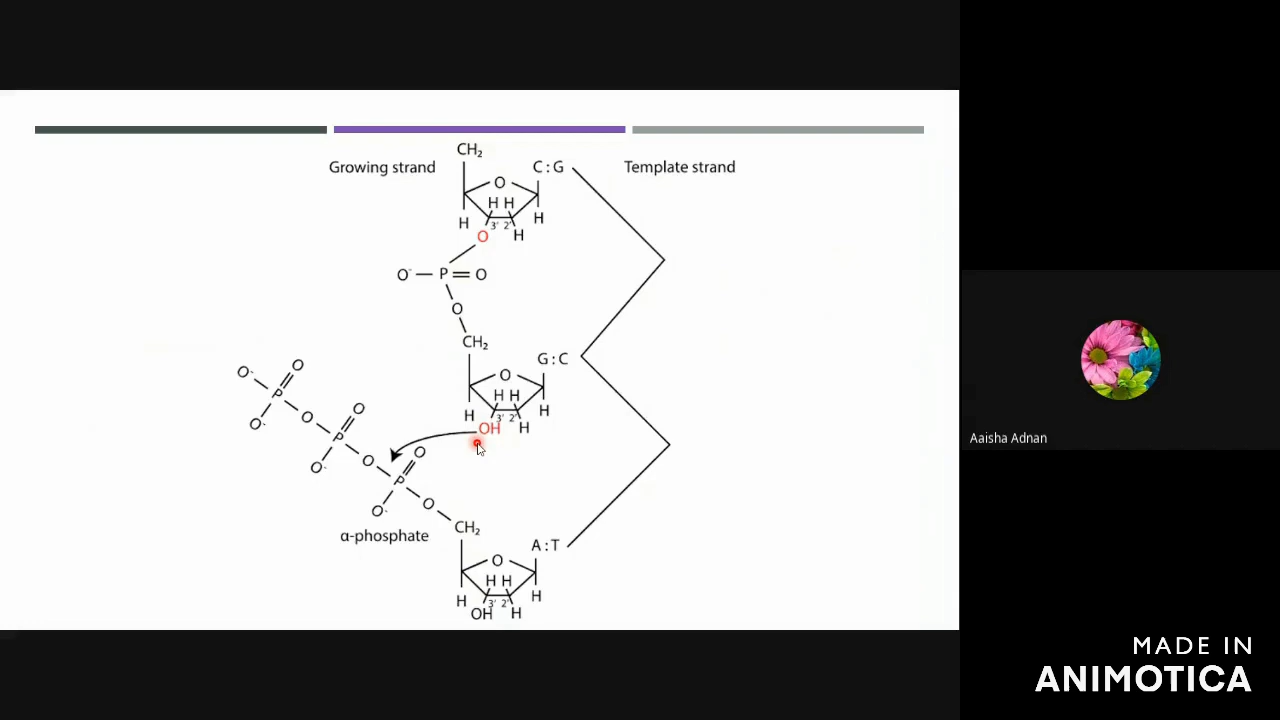 CH₂
Growing strand
C:G
Template strand
O
H H
H
3' 2'
H
O
H
O⁻ — P = O
O
CH₂
G:C
O⁻
O
P
O
O
H H
H
O
H
3' 2'
H
O⁻
P
OH
O
O
O⁻
P
O
O⁻
CH₂
α-phosphate
A:T
O
H H
H
H
3' 2'
OH
H
Aaisha Adnan
MADE IN
ANIMOTICA